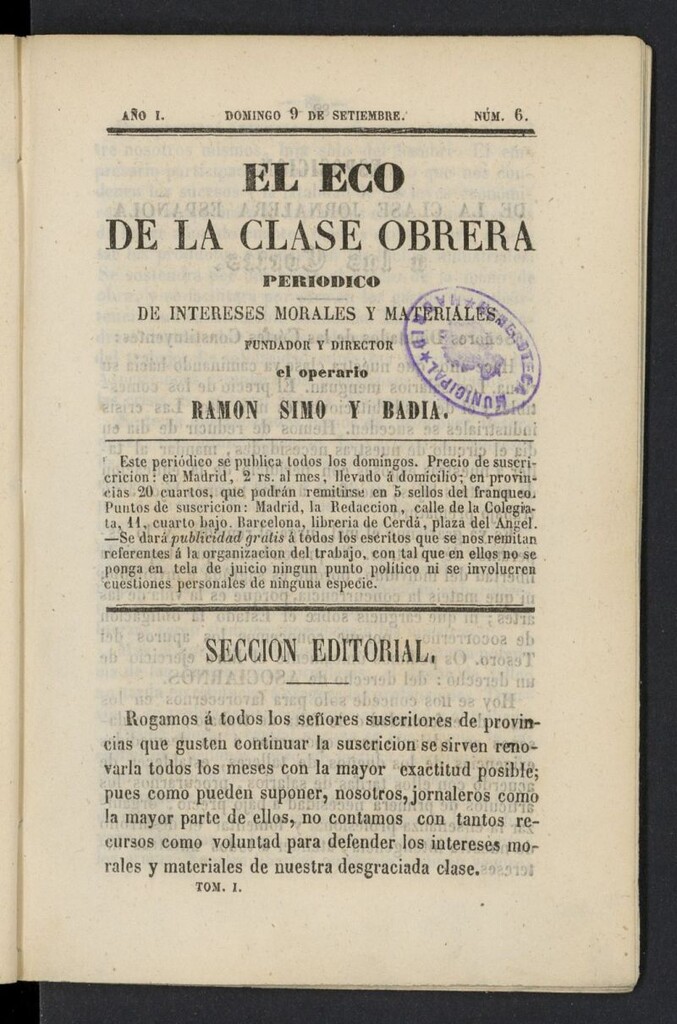 AÑO I. DOMINGO 9 DE SETIEMBRE. NÚM. 6.
EL ECO
DE LA CLASE OBRERA
PERIODICO
DE INTERESES MORALES Y MATERIALES,
FUNDADOR Y DIRECTOR
el operario
RAMON SIMO Y BADIA.
HEMEROTECA MUNICIPAL ★ MADRID ★
Este periódico se publica todos los domingos. Precio de suscri-
cricion: en Madrid, 2 rs. al mes, llevado á domicilio; en provin-
cias 20 cuartos, que podrán remitirse en 5 sellos del franqueo.
Puntos de suscricion: Madrid, la Redaccion, calle de la Colegia-
ta, 11, cuarto bajo. Barcelona, libreria de Cerdá, plaza del Angel.
—Se dará publicidad gratis á todos los escritos que se nos remitan
referentes á la organizacion del trabajo, con tal que en ellos no se
ponga en tela de juicio ningun punto político ni se involucren
cuestiones personales de ninguna especie.
SECCION EDITORIAL.
Rogamos á todos los señores suscritores de provin-
cias que gusten continuar la suscricion se sirven reno-
varla todos los meses con la mayor exactitud posible;
pues como pueden suponer, nosotros, jornaleros como
la mayor parte de ellos, no contamos con tantos re-
cursos como voluntad para defender los intereses mo-
rales y materiales de nuestra desgraciada clase.
TOM. I.